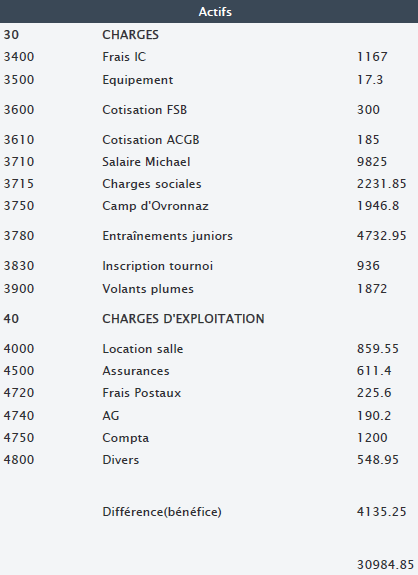 Actifs
30 CHARGES
3400 Frais IC 1167
3500 Equipement 17.3
3600 Cotisation FSB 300
3610 Cotisation ACGB 185
3710 Salaire Michael 9825
3715 Charges sociales 2231.85
3750 Camp d'Ovronnaz 1946.8
3780 Entraînements juniors 4732.95
3830 Inscription tournoi 936
3900 Volants plumes 1872
40 CHARGES D'EXPLOITATION
4000 Location salle 859.55
4500 Assurances 611.4
4720 Frais Postaux 225.6
4740 AG 190.2
4750 Compta 1200
4800 Divers 548.95
Différence(bénéfice) 4135.25
30984.85